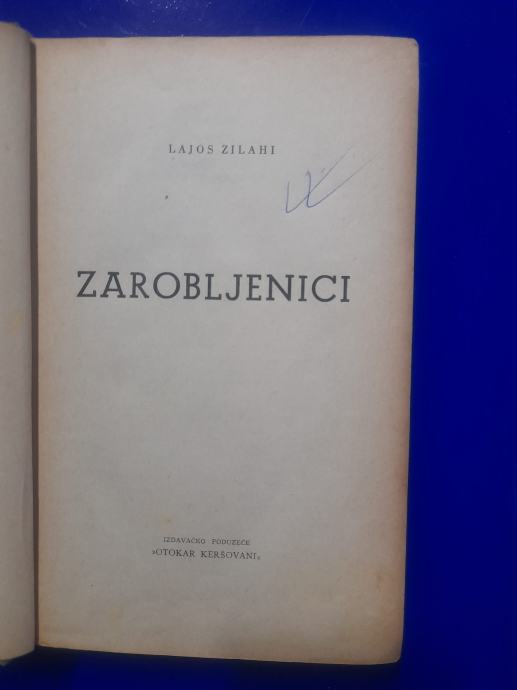 LAJOS ZILAHI
ZAROBLJENICI
IZDAVAČKO PODUZEĆE
»OTOKAR KERŠOVANI«